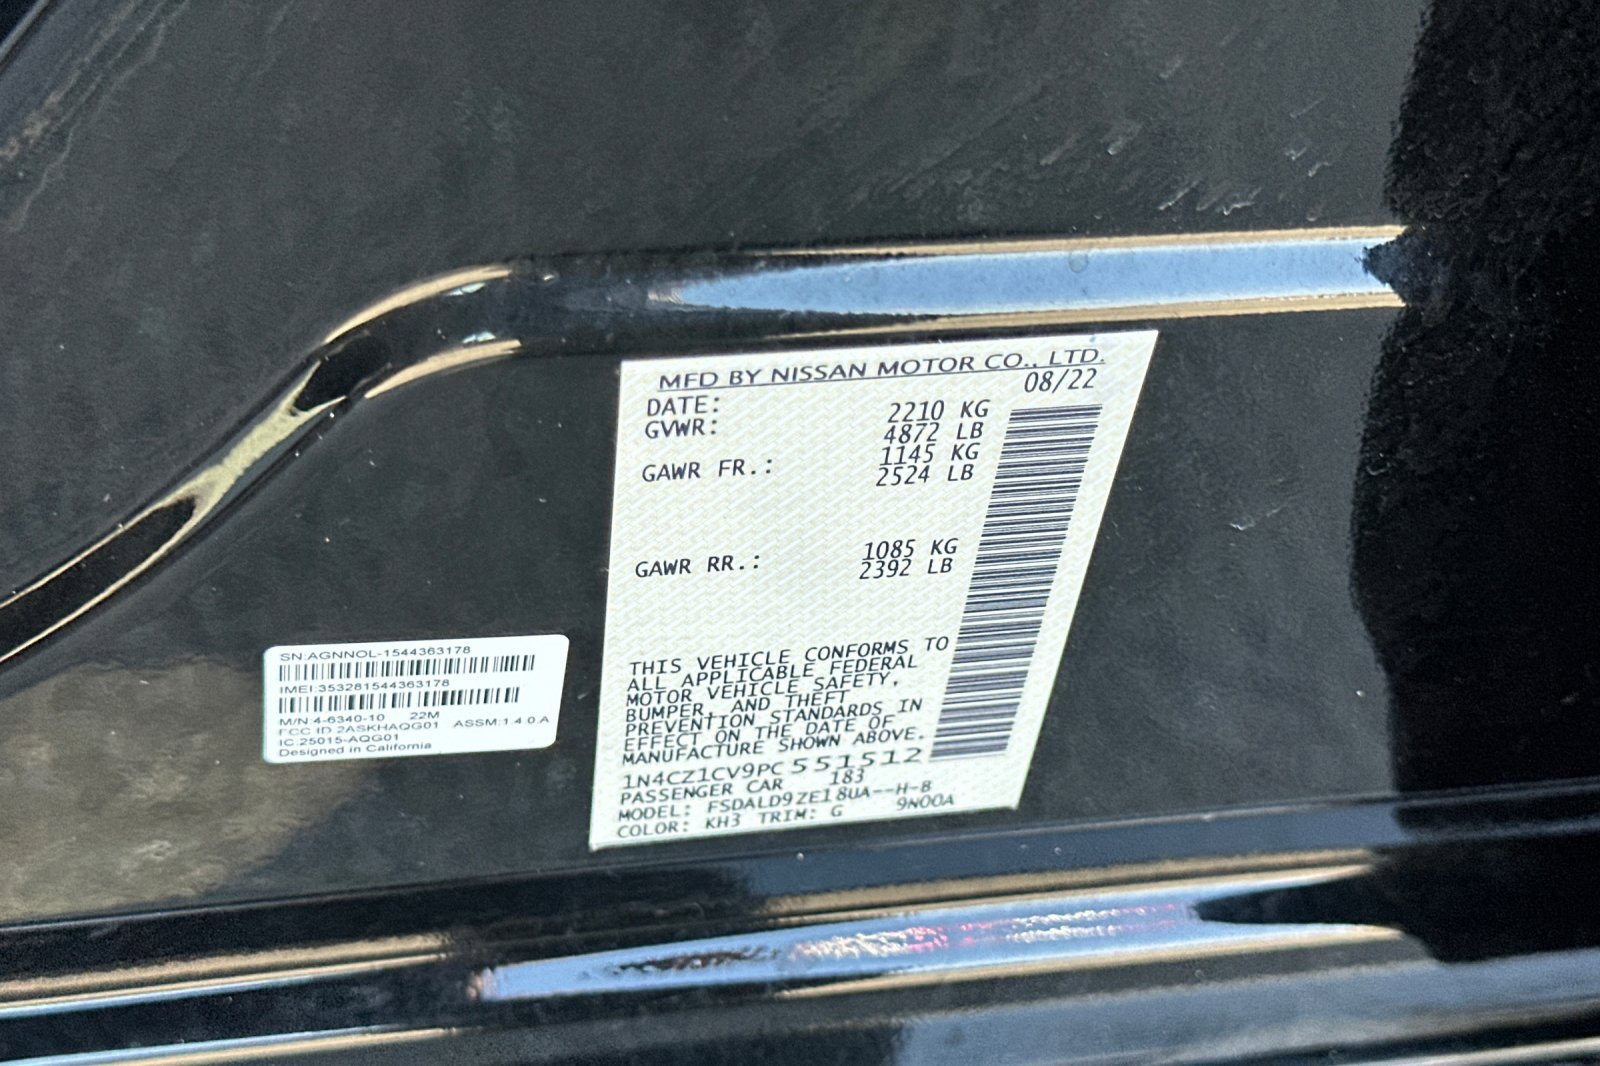 MFD BY NISSAN MOTOR CO., LTD.
DATE: 08/22
GVWR: 2210 KG
4872 LB
GAWR FR.: 1145 KG
2524 LB
GAWR RR.: 1085 KG
2392 LB
THIS VEHICLE CONFORMS TO
ALL APPLICABLE FEDERAL
MOTOR VEHICLE SAFETY,
BUMPER, AND THEFT
PREVENTION STANDARDS IN
EFFECT ON THE DATE OF
MANUFACTURE SHOWN ABOVE.
1N4CZ1CV9PC551512
PASSENGER CAR 183
MODEL: FSDALD9ZE18UA--H-B
COLOR: KH3 TRIM: G 9N00A
SN:AGNNOL-1544363178
IMEI:353281544363178
M/N:4-6340-10 22M
FCC ID:2ASKHAQG01 ASSM:1.4.0.A
IC:25015-AQG01
Designed in California